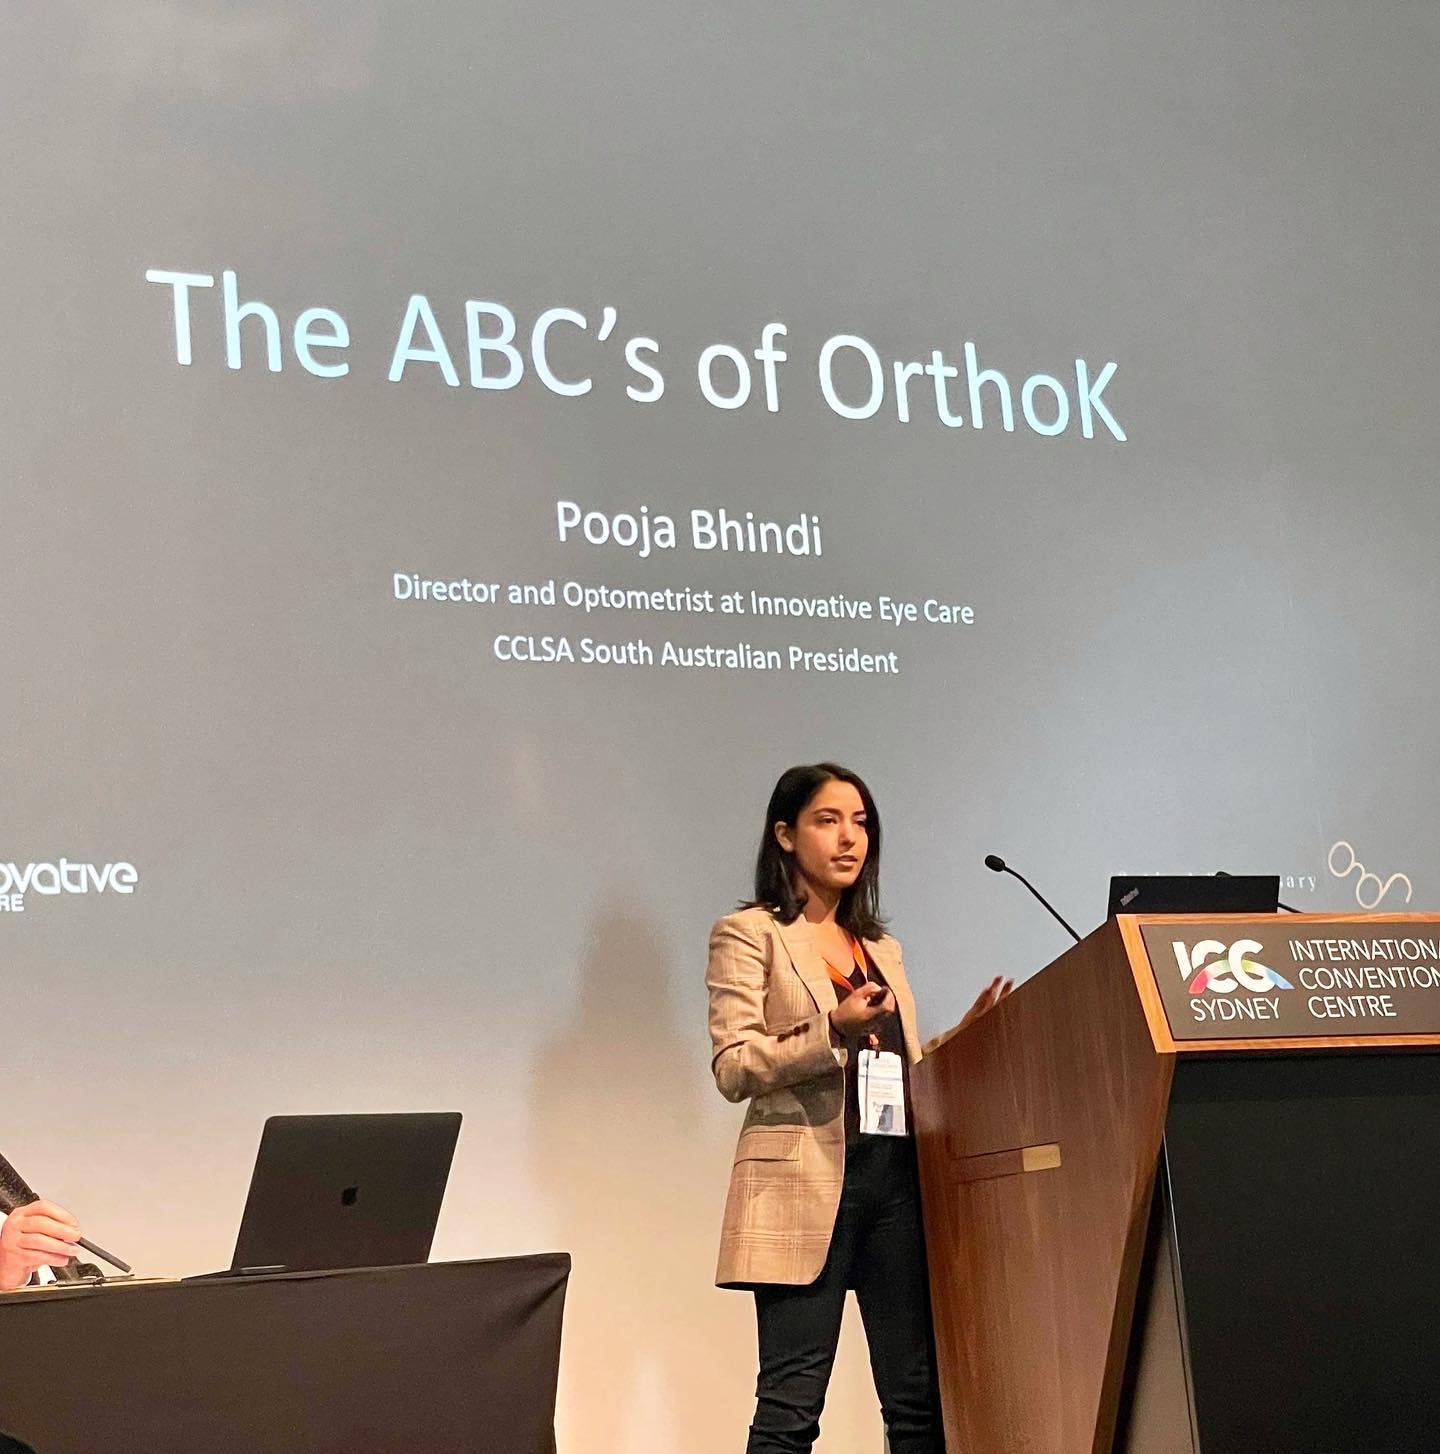 The ABC's of OrthoK
Pooja Bhindi
Director and Optometrist at Innovative Eye Care
CCLSA South Australian President
ovative
RE
ICC
SYDNEY
INTERNATIONA
CONVENTION
CENTRE